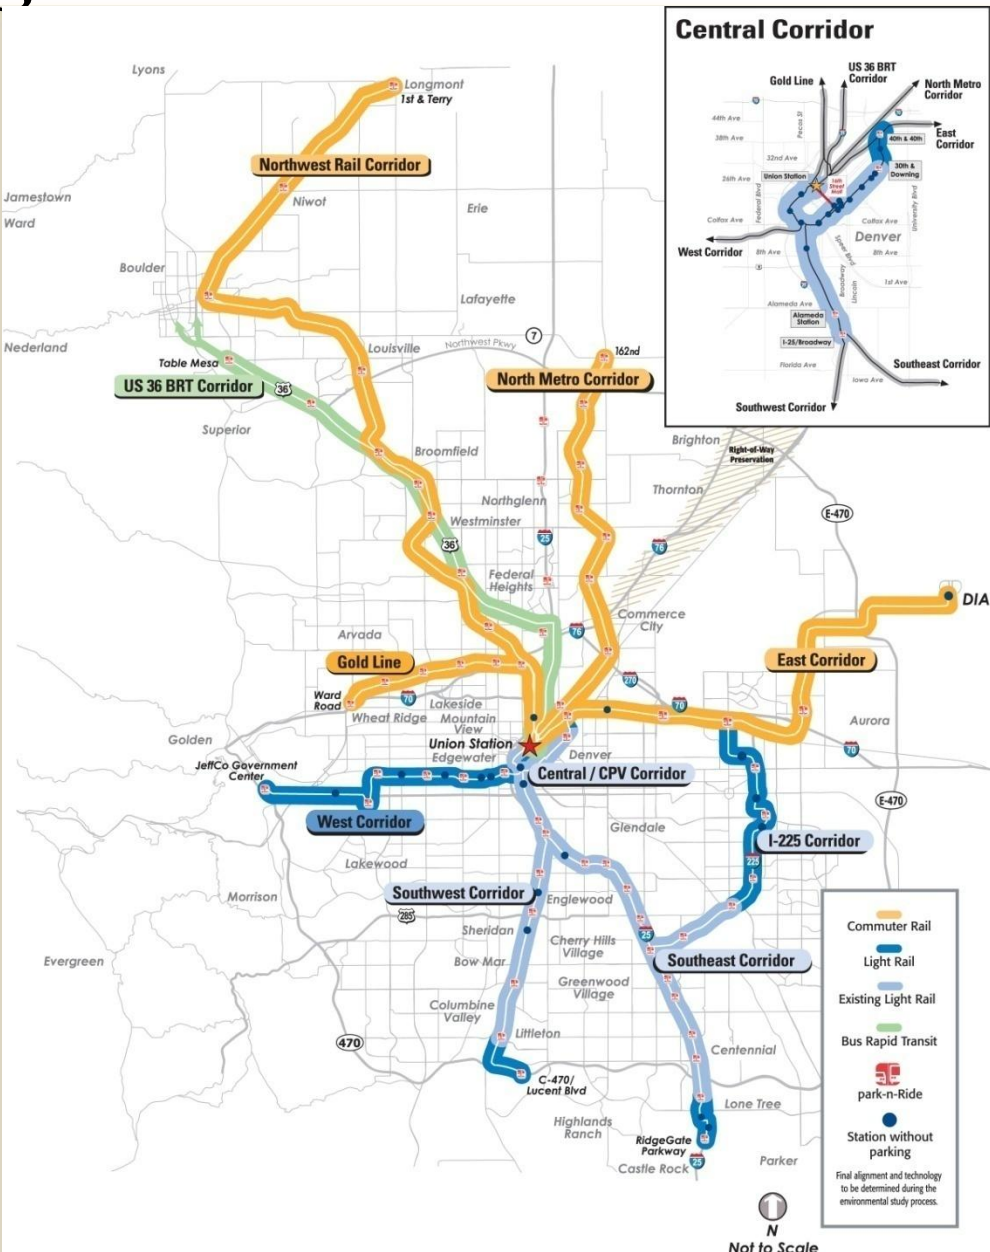 Central Corridor
Gold Line
US 36 BRT
Corridor
North Metro
Corridor
East
Corridor
44th Ave
38th Ave
Pecos St
40th & 40th
32nd Ave
30th &
Downing
Union Station
26th Ave
16th
Street
Mall
Federal Blvd
University Blvd
Colfax Ave
Colfax Ave
Denver
West Corridor
8th Ave
8th Ave
Speer Blvd
Broadway
Lincoln
1st Ave
Alameda Ave
Alameda
Station
I-25/Broadway
Florida Ave
Iowa Ave
Southeast Corridor
Southwest Corridor
Lyons
Longmont
1st & Terry
Northwest Rail Corridor
Jamestown
Ward
Niwot
Erie
Boulder
Lafayette
Nederland
Louisville
Northwest Pkwy
7
162nd
Table Mesa
US 36 BRT Corridor
36
North Metro Corridor
Superior
Broomfield
Brighton
Right-of-Way
Preservation
Thornton
Northglenn
E-470
Westminster
36
25
76
Federal
Heights
DIA
Commerce
City
76
Arvada
Gold Line
East Corridor
270
70
Ward
Road
70
Lakeside
Wheat Ridge
Mountain
View
Aurora
Golden
Union Station
Edgewater
Denver
70
JeffCo Government
Center
Central / CPV Corridor
E-470
West Corridor
Glendale
I-225 Corridor
225
Lakewood
Morrison
Southwest Corridor
Englewood
285
Sheridan
25
Cherry Hills
Village
Southeast Corridor
Evergreen
Bow Mar
Greenwood
Village
Columbine
Valley
Littleton
470
Centennial
C-470/
Lucent Blvd
Lone Tree
Highlands
Ranch
RidgeGate
Parkway
25
Castle Rock
Parker
Commuter Rail
Light Rail
Existing Light Rail
Bus Rapid Transit
park-n-Ride
Station without
parking
Final alignment and technology
to be determined during the
environmental study process.
N
Not to Scale